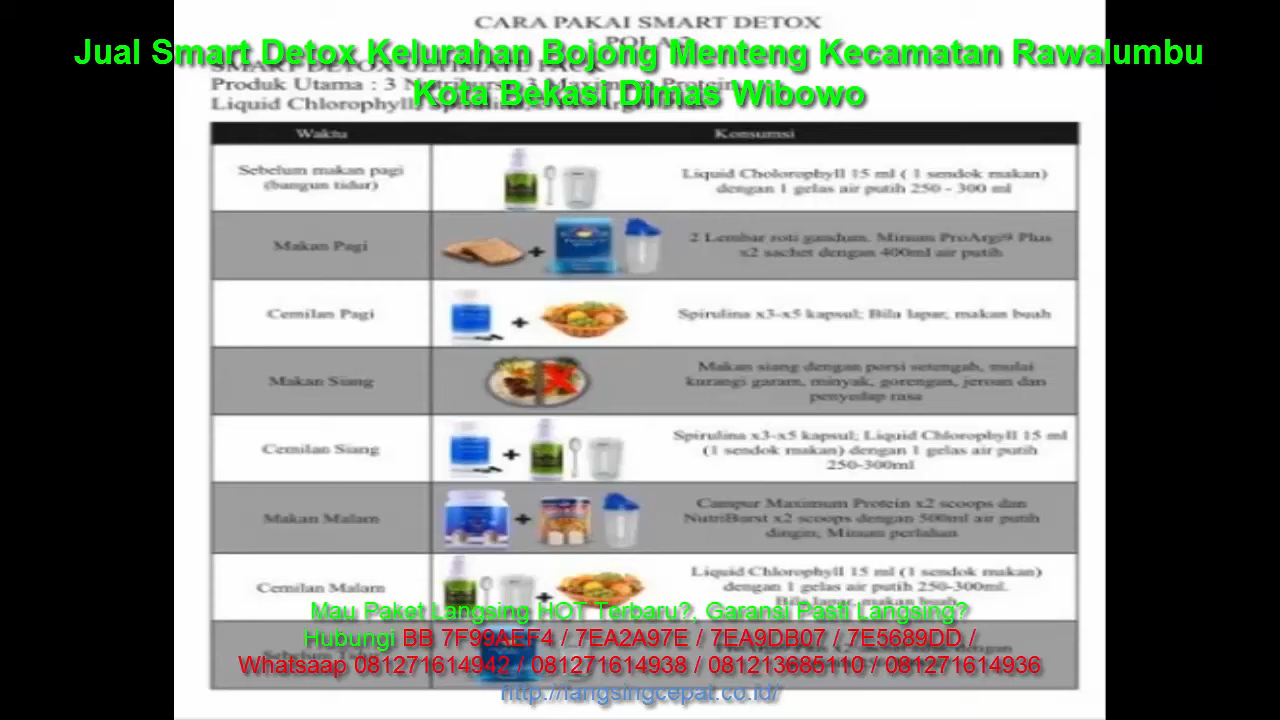 CARA PAKAI SMART DETOX
Jual Smart Detox Kelurahan Bojong Menteng Kecamatan Rawalumbu
Kota Bekasi Dimas Wibowo
Produk Utama : 3
Liquid Chlorophyll
Waktu
Konsumsi
Sebelum makan pagi
(bangun tidur)
Liquid Cholorophyll 15 ml ( 1 sendok makan)
dengan 1 gelas air putih 250 - 300 ml
Makan Pagi
2 Lembar roti gandum. Minum ProArgi9 Plus
x2 sachet dengan 400ml air putih
Cemilan Pagi
Spirulina x3-x5 kapsul; Bila lapar, makan buah
Makan Siang
Makan siang dengan porsi setengah, mulai
kurangi garam, minyak, gorengan, jeroan dan
penyedap rasa
Cemilan Siang
Spirulina x3-x5 kapsul; Liquid Chlorophyll 15 ml
(1 sendok makan) dengan 1 gelas air putih
250-300ml
Makan Malam
Campur Maximum Protein x2 scoops dan
NutriBurst x2 scoops dengan 500ml air putih
dingin, Minum perlahan
Cemilan Malam
Liquid Chlorophyll 15 ml (1 sendok makan)
dengan 1 gelas air putih 250-300ml.
Bila lapar, makan buah
Mau Paket Langsing HOT Terbaru?, Garansi Pasti Langsing?
Hubungi BB 7F99AEF4 / 7EA2A97E / 7EA9DB07 / 7E5689DD /
Sebelum Tidur
Whatsaap 081271614942 / 081271614938 / 081213685110 / 081271614936
http://langsingcepat.co.id/